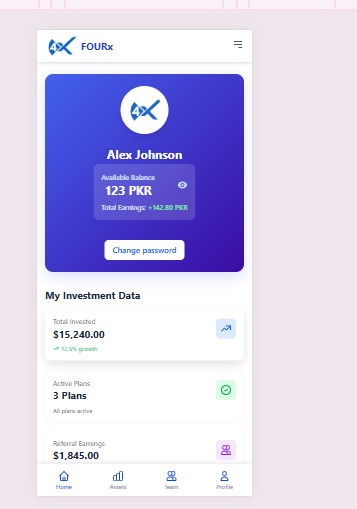 4X FOURx
4X
Alex Johnson
Available Balance
123 PKR
Total Earnings: +142.80 PKR
Change password
My Investment Data
Total Invested
$15,240.00
12.5% growth
Active Plans
3 Plans
All plans active
Referral Earnings
$1,845.00
Home Assets Team Profile